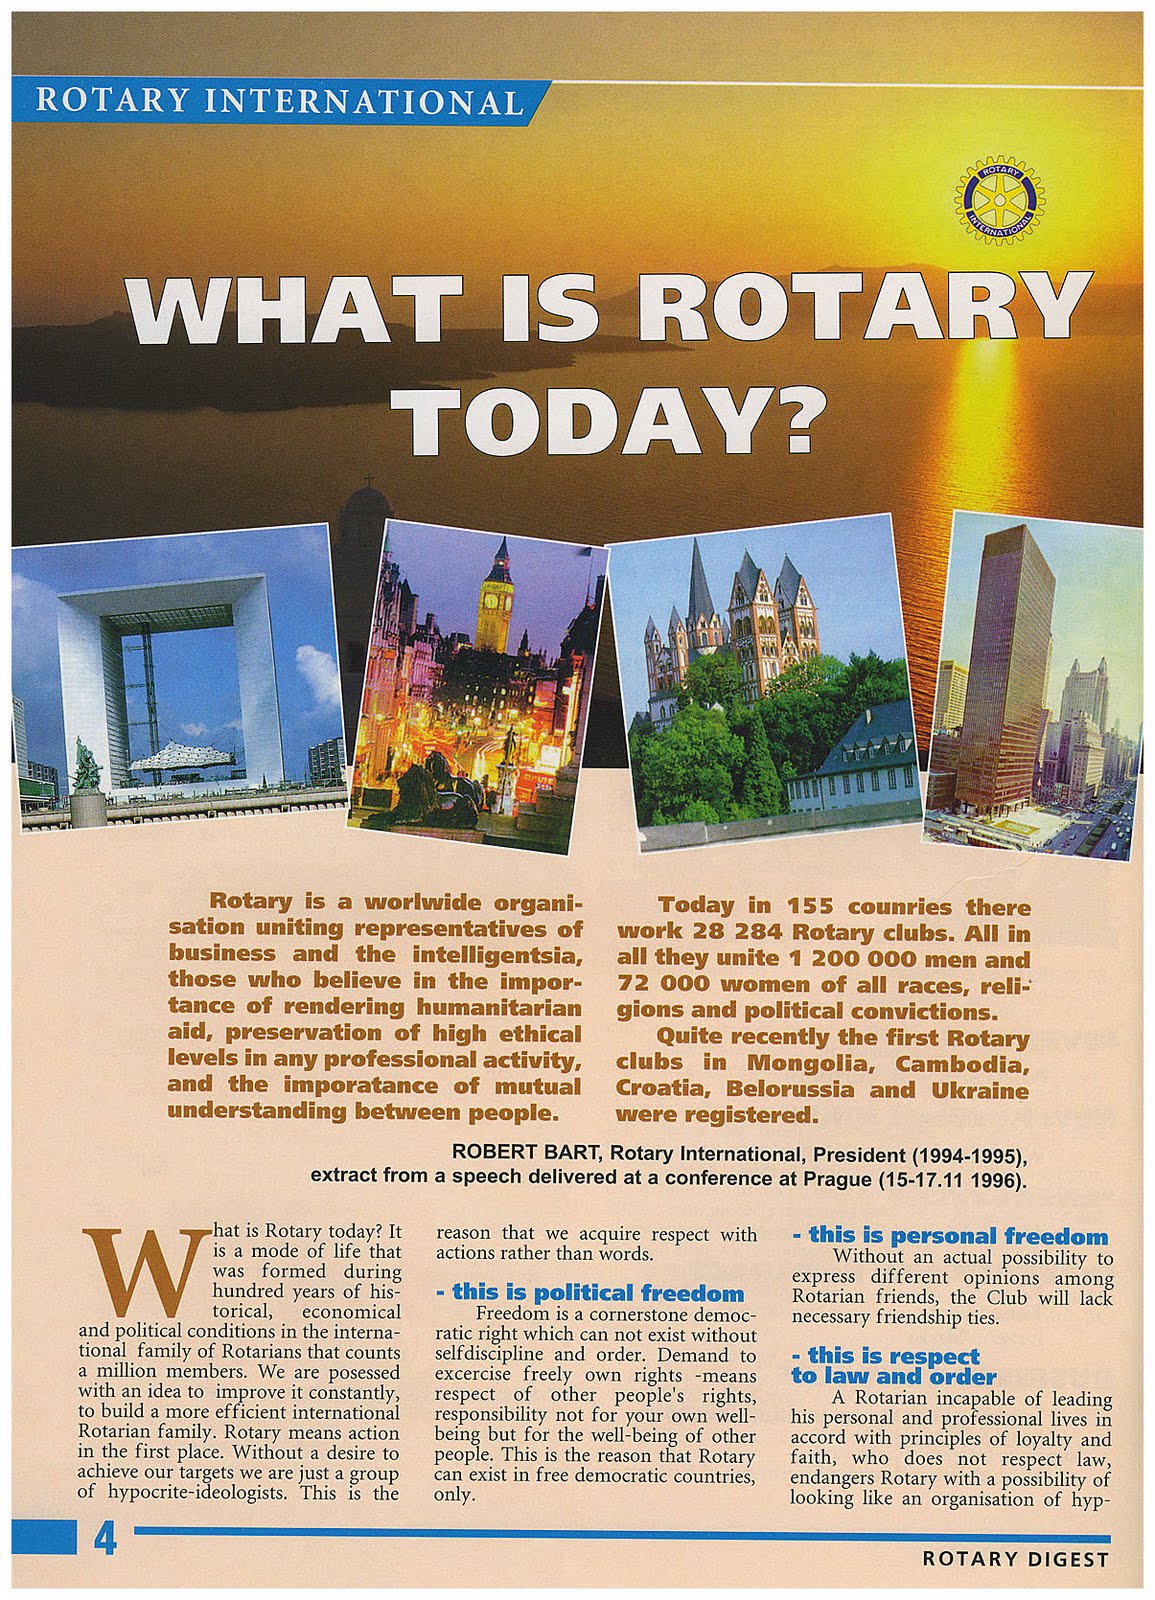 ROTARY INTERNATIONAL
ROTARY
INTERNATIONAL
WHAT IS ROTARY
TODAY?
Rotary is a worlwide organi-
sation uniting representatives of
business and the intelligentsia,
those who believe in the impor-
tance of rendering humanitarian
aid, preservation of high ethical
levels in any professional activity,
and the imporatance of mutual
understanding between people.
Today in 155 counries there
work 28 284 Rotary clubs. All in
all they unite 1 200 000 men and
72 000 women of all races, reli-
gions and political convictions.
Quite recently the first Rotary
clubs in Mongolia, Cambodia,
Croatia, Belorussia and Ukraine
were registered.
ROBERT BART, Rotary International, President (1994-1995),
extract from a speech delivered at a conference at Prague (15-17.11 1996).
What is Rotary today? It
is a mode of life that
was formed during
hundred years of his-
torical, economical
and political conditions in the interna-
tional family of Rotarians that counts
a million members. We are posessed
with an idea to improve it constantly,
to build a more efficient international
Rotarian family. Rotary means action
in the first place. Without a desire to
achieve our targets we are just a group
of hypocrite-ideologists. This is the
reason that we acquire respect with
actions rather than words.
- this is political freedom
Freedom is a cornerstone democ-
ratic right which can not exist without
selfdiscipline and order. Demand to
excercise freely own rights -means
respect of other people's rights,
responsibility not for your own well-
being but for the well-being of other
people. This is the reason that Rotary
can exist in free democratic countries,
only.
- this is personal freedom
Without an actual possibility to
express different opinions among
Rotarian friends, the Club will lack
necessary friendship ties.
- this is respect
to law and order
A Rotarian incapable of leading
his personal and professional lives in
accord with principles of loyalty and
faith, who does not respect law,
endangers Rotary with a possibility of
looking like an organisation of hyp-
4
ROTARY DIGEST